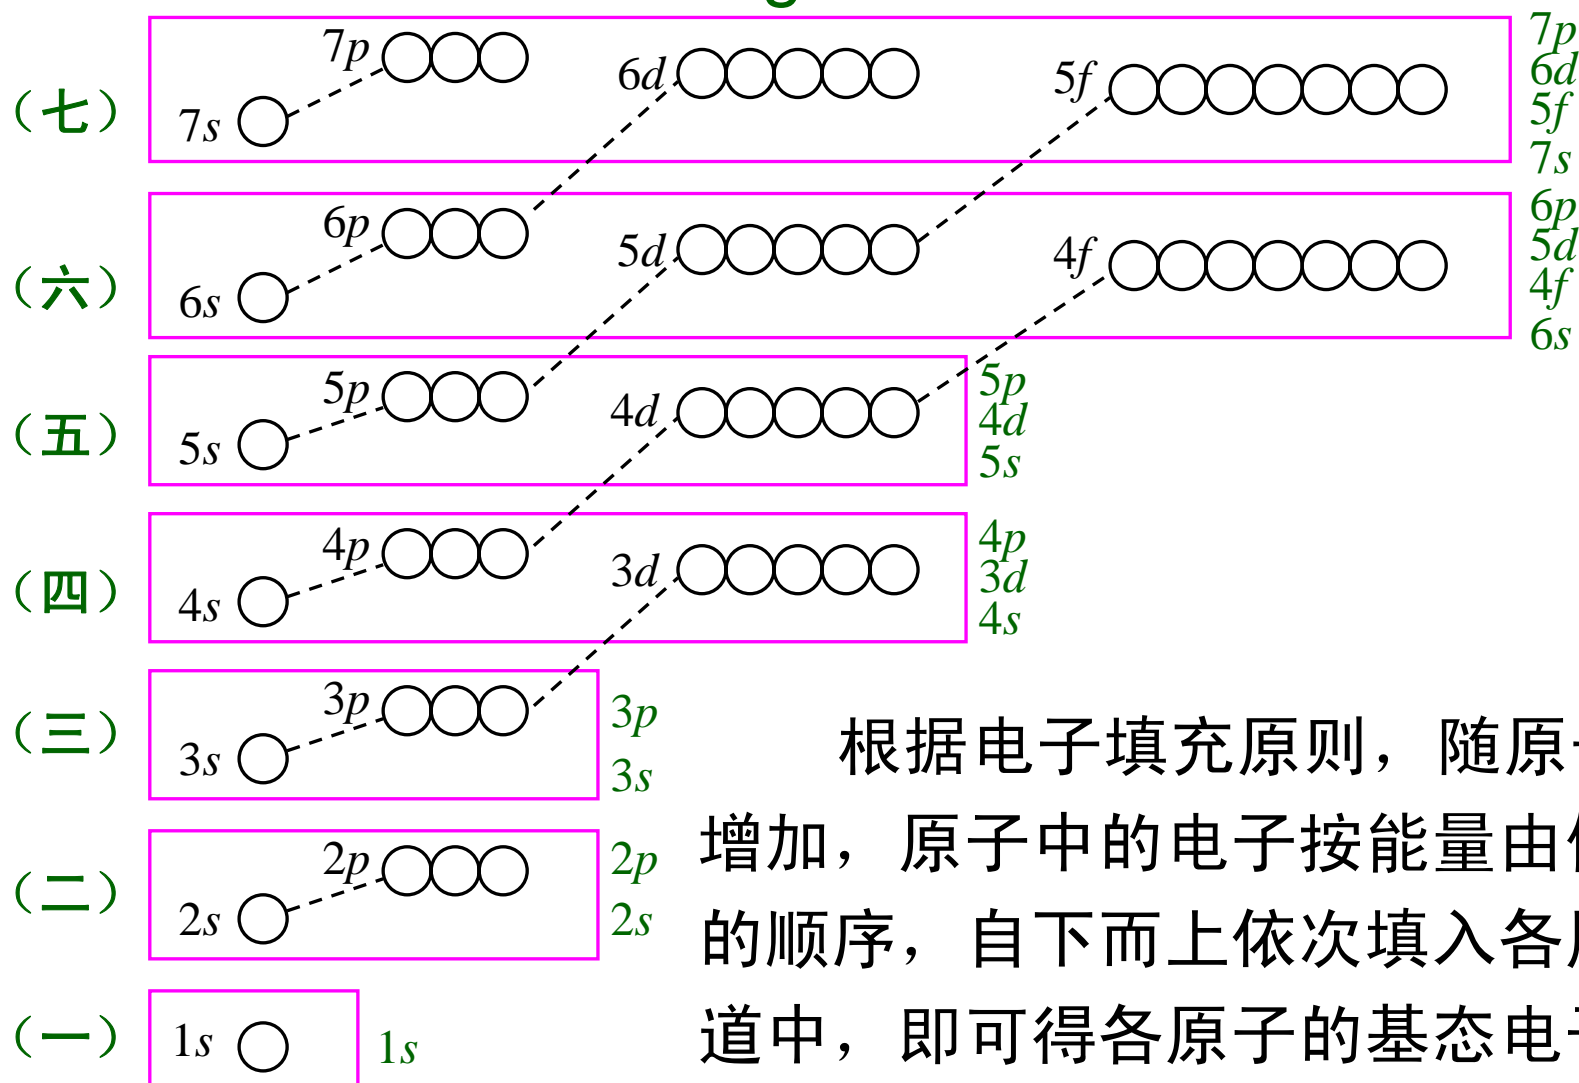 g
7p 6d 5f 7p
（七） 7s 6d
5f
7s
6p 5d 4f 6p
（六） 6s 5d
4f
6s
5p 4d 5p
（五） 5s 4d
5s
4p 3d 4p
（四） 4s 3d
4s
3p 3p
（三） 3s 3s
2p 2p
（二） 2s 2s
（一） 1s 1s
根据电子填充原则，随原
增加，原子中的电子按能量由
的顺序，自下而上依次填入各
道中，即可得各原子的基态电